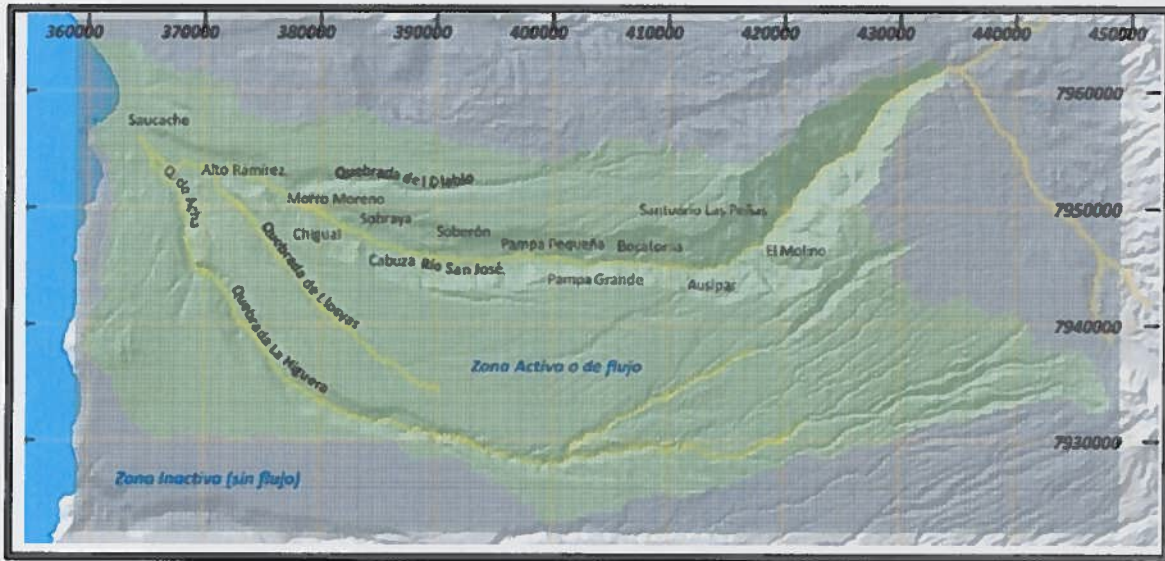 360000 370000 380000 390000 400000 410000 420000 430000 440000 450000
7960000
Saucache
Alto Ramírez
Quebrada del Diablo
Q. de Acha
Morro Moreno
Sobraya
Santuario Las Peñas
7950000
Chigual
Soberón
Pampa Pequeña
Bocatoma
El Molino
Cabuza
Río San José
Pampa Grande
Ausipar
Quebrada de Llosyas
Quebrada La Higuera
7940000
Zona Activa o de flujo
7930000
Zona Inactiva (sin flujo)